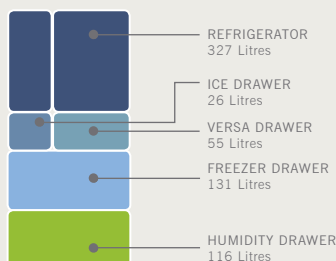 REFRIGERATOR
327 Litres
ICE DRAWER
26 Litres
VERSA DRAWER
55 Litres
FREEZER DRAWER
131 Litres
HUMIDITY DRAWER
116 Litres